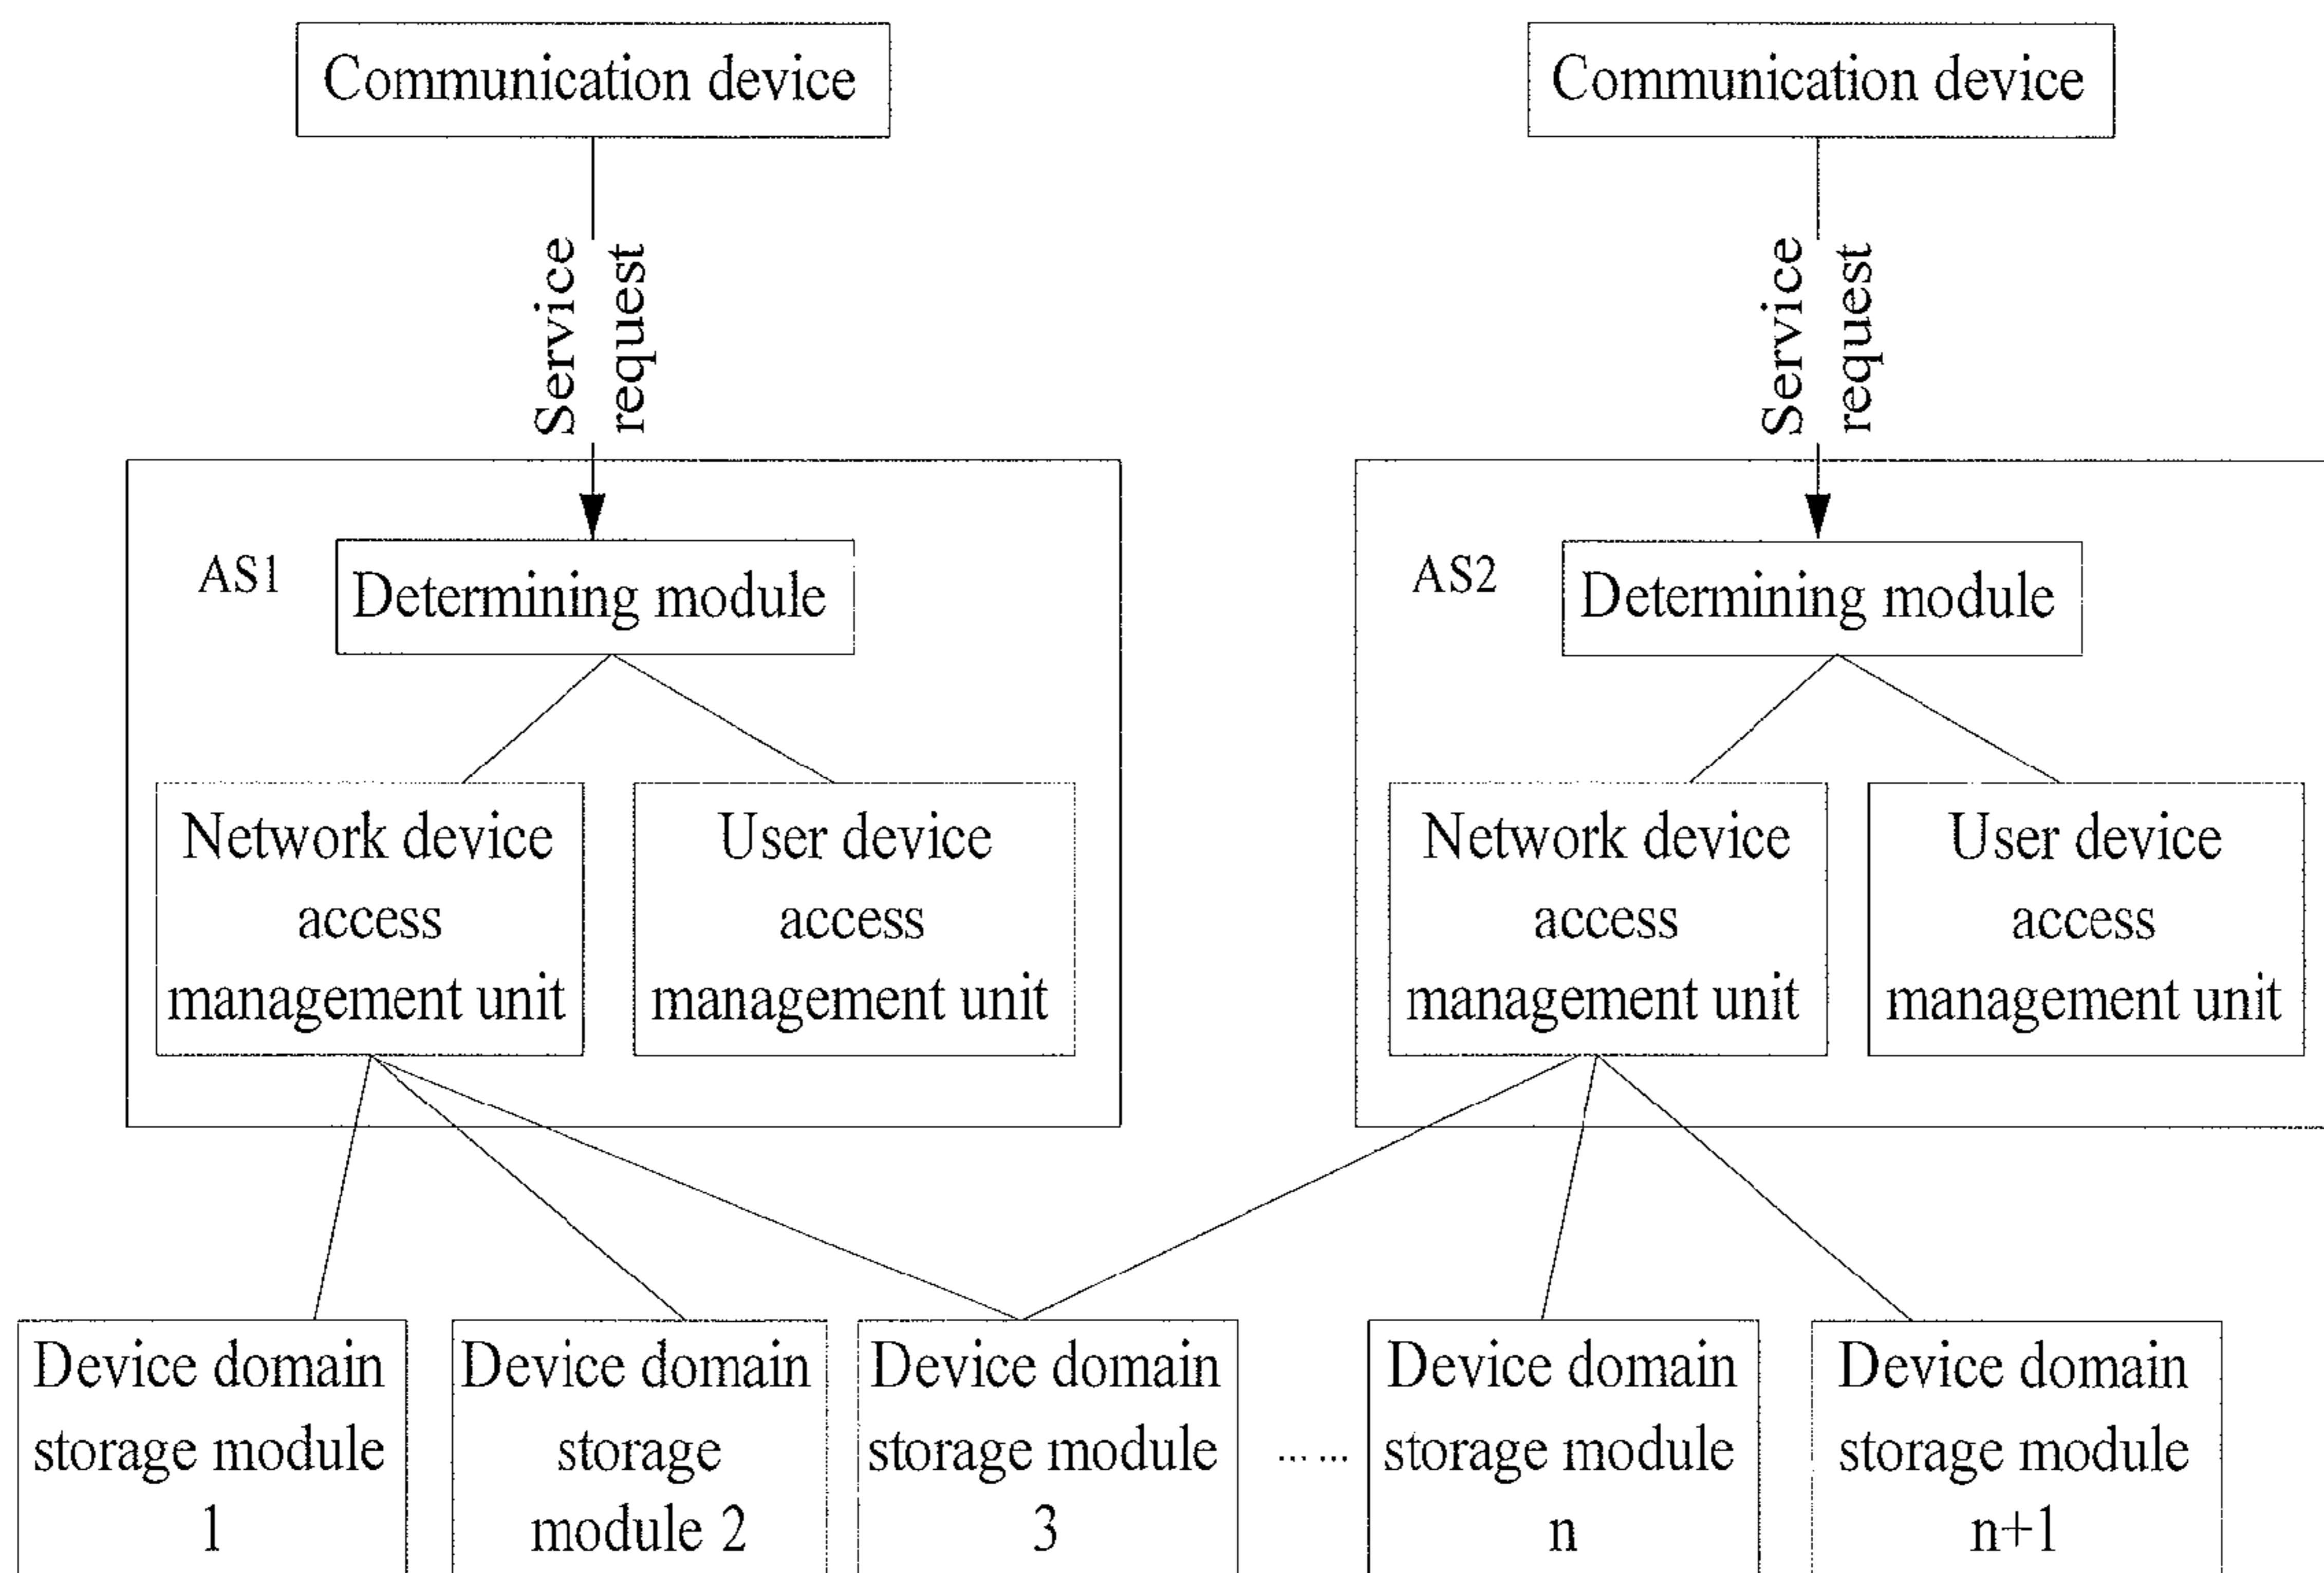 Communication device
Communication device
Service
request
Service
request
AS1
Determining module
AS2
Determining module
Network device
access
management unit
User device
access
management unit
Network device
access
management unit
User device
access
management unit
Device domain
storage module
1
Device domain
storage
module 2
Device domain
storage module
3
... ...
Device domain
storage module
n
Device domain
storage module
n+1